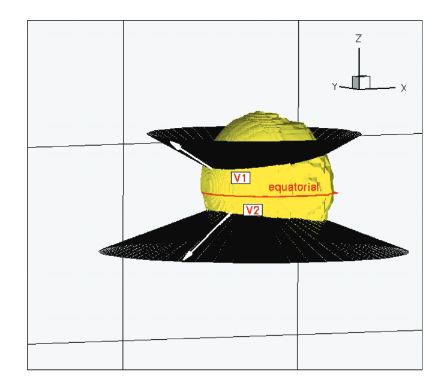 Z
Y
X
V1
equatorial
V2